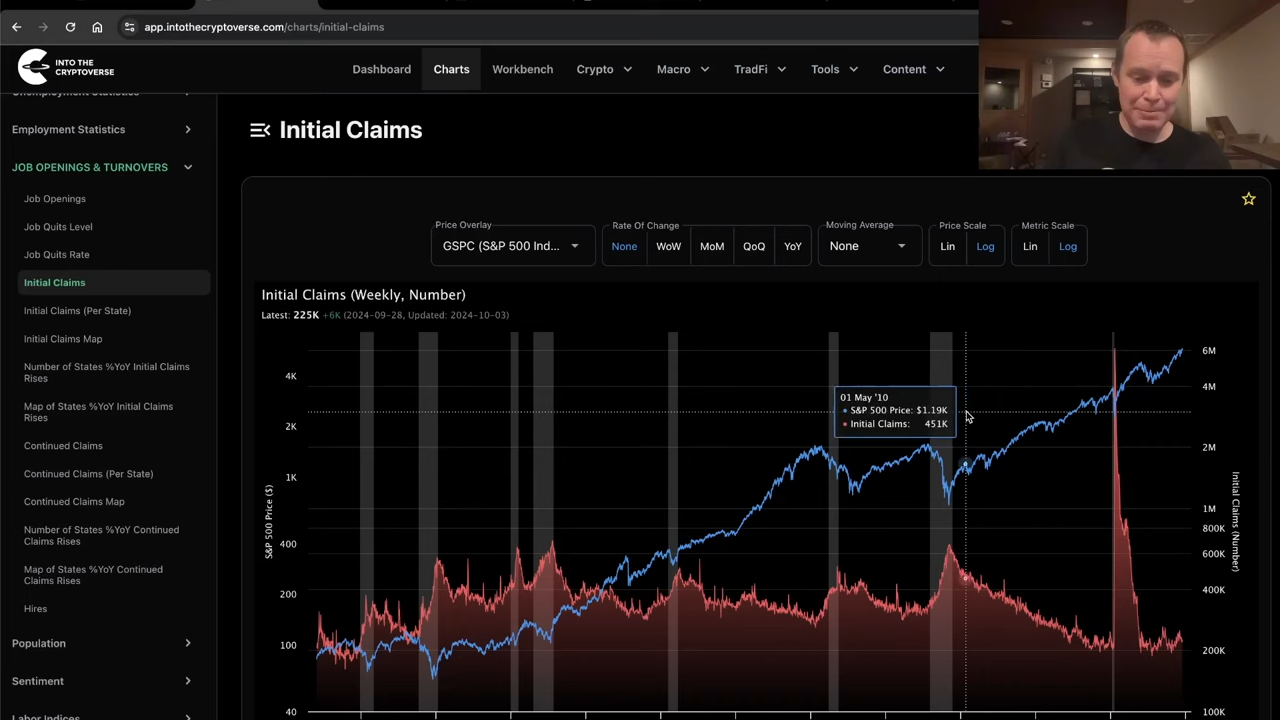 app.intothecryptoverse.com/charts/initial-claims
INTO THE
CRYPTOVERSE
Dashboard
Charts
Workbench
Crypto
Macro
TradFi
Tools
Content
Unemployment Statistics
Employment Statistics
JOB OPENINGS & TURNOVERS
Job Openings
Job Quits Level
Job Quits Rate
Initial Claims
Initial Claims (Per State)
Initial Claims Map
Number of States %YoY Initial Claims
Rises
Map of States %YoY Initial Claims
Rises
Continued Claims
Continued Claims (Per State)
Continued Claims Map
Number of States %YoY Continued
Claims Rises
Map of States %YoY Continued
Claims Rises
Hires
Population
Sentiment
Labor Indices
Initial Claims
Price Overlay
GSPC (S&P 500 Ind...
Rate Of Change
None
WoW
MoM
QoQ
YoY
Moving Average
None
Price Scale
Lin
Log
Metric Scale
Lin
Log
Initial Claims (Weekly, Number)
Latest: 225K +6K (2024-09-28, Updated: 2024-10-03)
4K
2K
1K
400
200
100
40
S&P 500 Price ($)
01 May '10
S&P 500 Price: $1.19K
Initial Claims: 451K
6M
4M
2M
1M
800K
600K
400K
200K
100K
Initial Claims (Number)